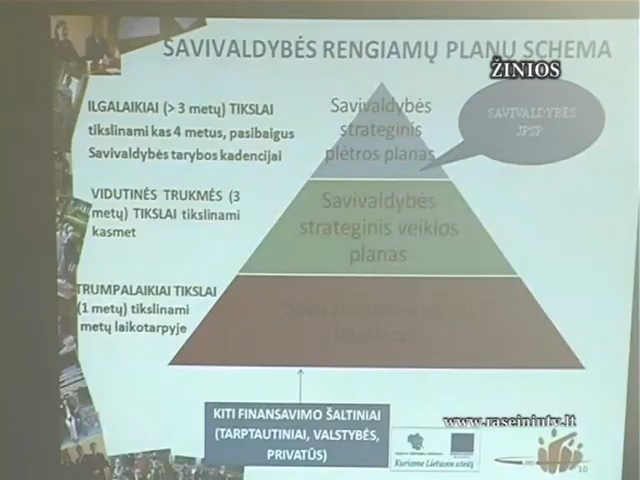 SAVIVALDYBĖS RENGIAMŲ PLANŲ SCHEMA
ŽINIOS
ILGALAIKIAI (> 3 metų) TIKSLAI
tikslinami kas 4 metus, pasibaigus
Savivaldybės tarybos kadencijai
Savivaldybės
strateginis
plėtros planas
SAVIVALDYBĖS
JPSP
VIDUTINĖS TRUKMĖS (3
metų) TIKSLAI tikslinami
kasmet
Savivaldybės
strateginis veiklos
planas
TRUMPALAIKIAI TIKSLAI
(1 metų) tikslinami
metų laikotarpyje
KITI FINANSAVIMO ŠALTINIAI
(TARPTAUTINIAI, VALSTYBĖS,
PRIVATŪS)
www.raseiniutv.lt
Kuriame Lietuvos ateitį
10